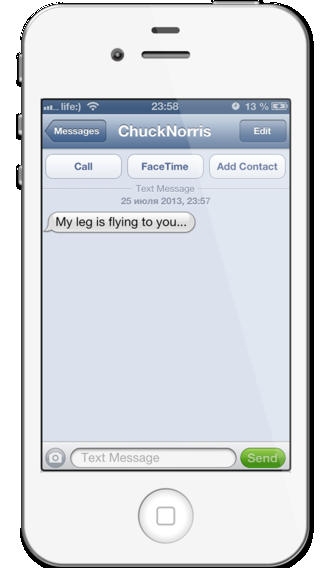 life:) 23:58 13 %
Messages ChuckNorris Edit
Call FaceTime Add Contact
Text Message
25 июля 2013, 23:57
My leg is flying to you...
Text Message Send